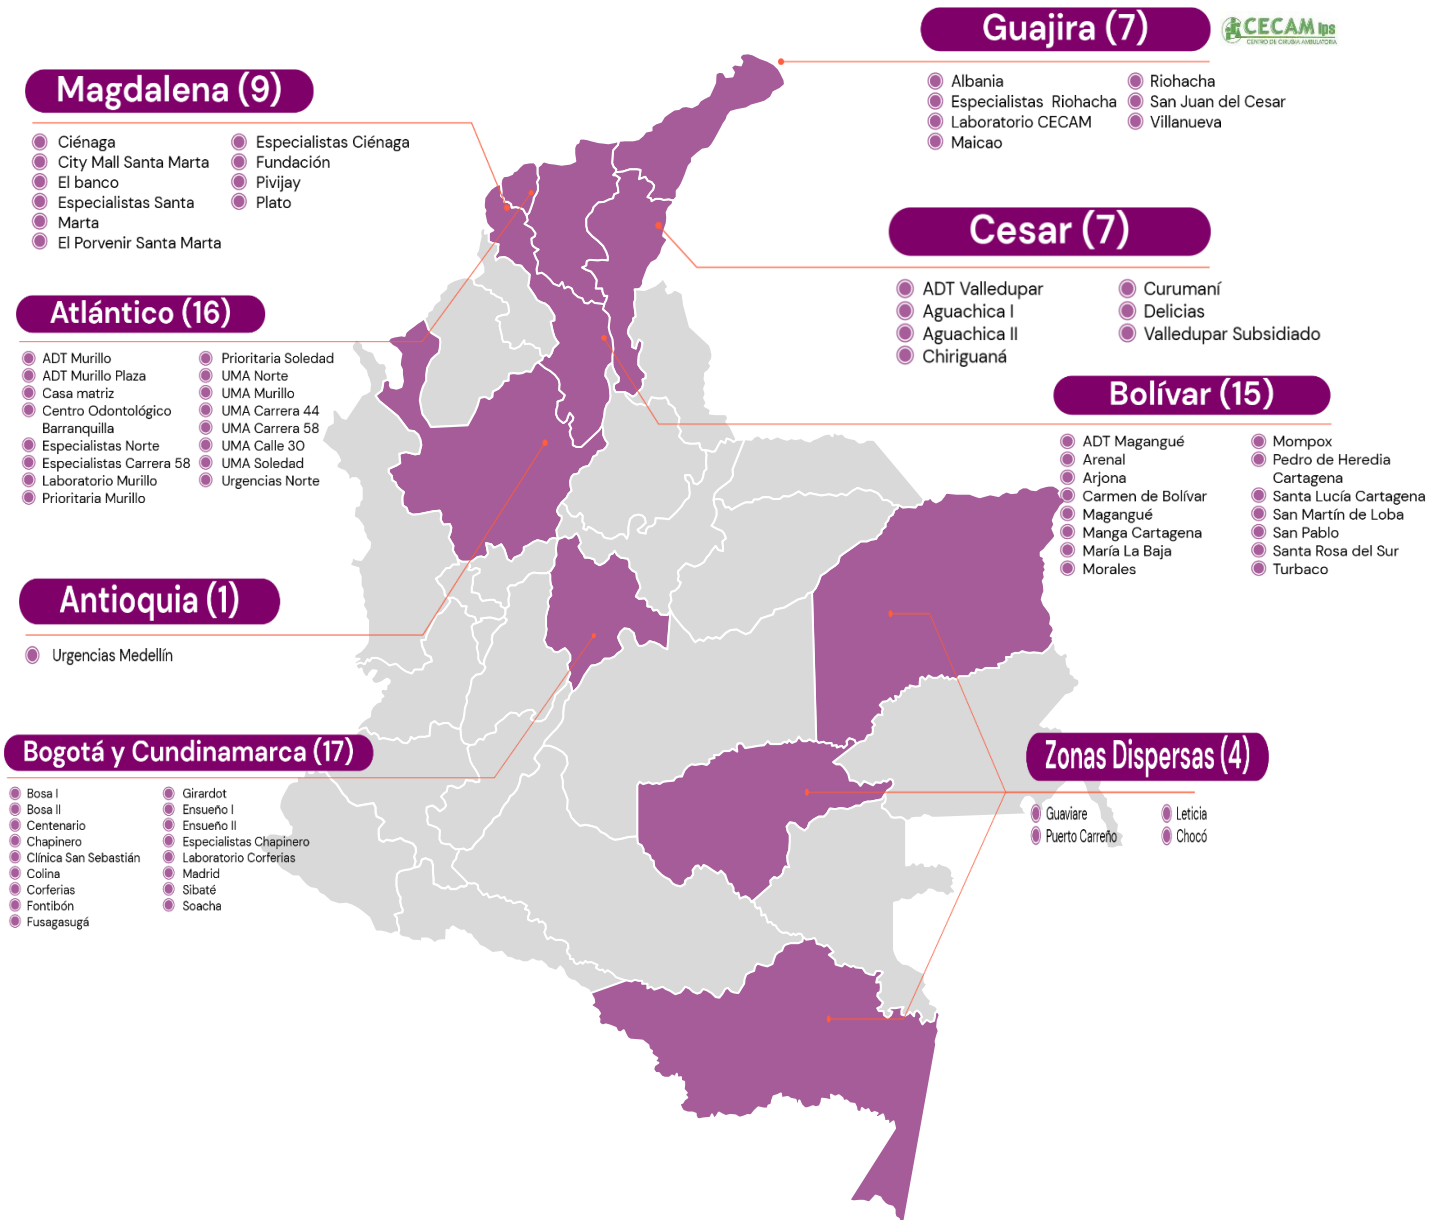 Guajira (7)
CECAM Ips
CENTRO DE CIRUGIA AMBULATORIA
Albania
Especialistas Riohacha
Laboratorio CECAM
Maicao
Riohacha
San Juan del Cesar
Villanueva
Magdalena (9)
Ciénaga
City Mall Santa Marta
El banco
Especialistas Santa
Marta
El Porvenir Santa Marta
Especialistas Ciénaga
Fundación
Pivijay
Plato
Cesar (7)
ADT Valledupar
Aguachica I
Aguachica II
Chiriguaná
Curumaní
Delicias
Valledupar Subsidiado
Atlántico (16)
ADT Murillo
ADT Murillo Plaza
Casa matriz
Centro Odontológico
Barranquilla
Especialistas Norte
Especialistas Carrera 58
Laboratorio Murillo
Prioritaria Murillo
Prioritaria Soledad
UMA Norte
UMA Murillo
UMA Carrera 44
UMA Carrera 58
UMA Calle 30
UMA Soledad
Urgencias Norte
Bolívar (15)
ADT Magangué
Arenal
Arjona
Carmen de Bolívar
Magangué
Manga Cartagena
María La Baja
Morales
Mompox
Pedro de Heredia
Cartagena
Santa Lucía Cartagena
San Martín de Loba
San Pablo
Santa Rosa del Sur
Turbaco
Antioquia (1)
Urgencias Medellín
Bogotá y Cundinamarca (17)
Bosa I
Bosa II
Centenario
Chapinero
Clínica San Sebastián
Colina
Corferias
Fontibón
Fusagasugá
Girardot
Ensueño I
Ensueño II
Especialistas Chapinero
Laboratorio Corferias
Madrid
Sibaté
Soacha
Zonas Dispersas (4)
Guaviare
Puerto Carreño
Leticia
Chocó